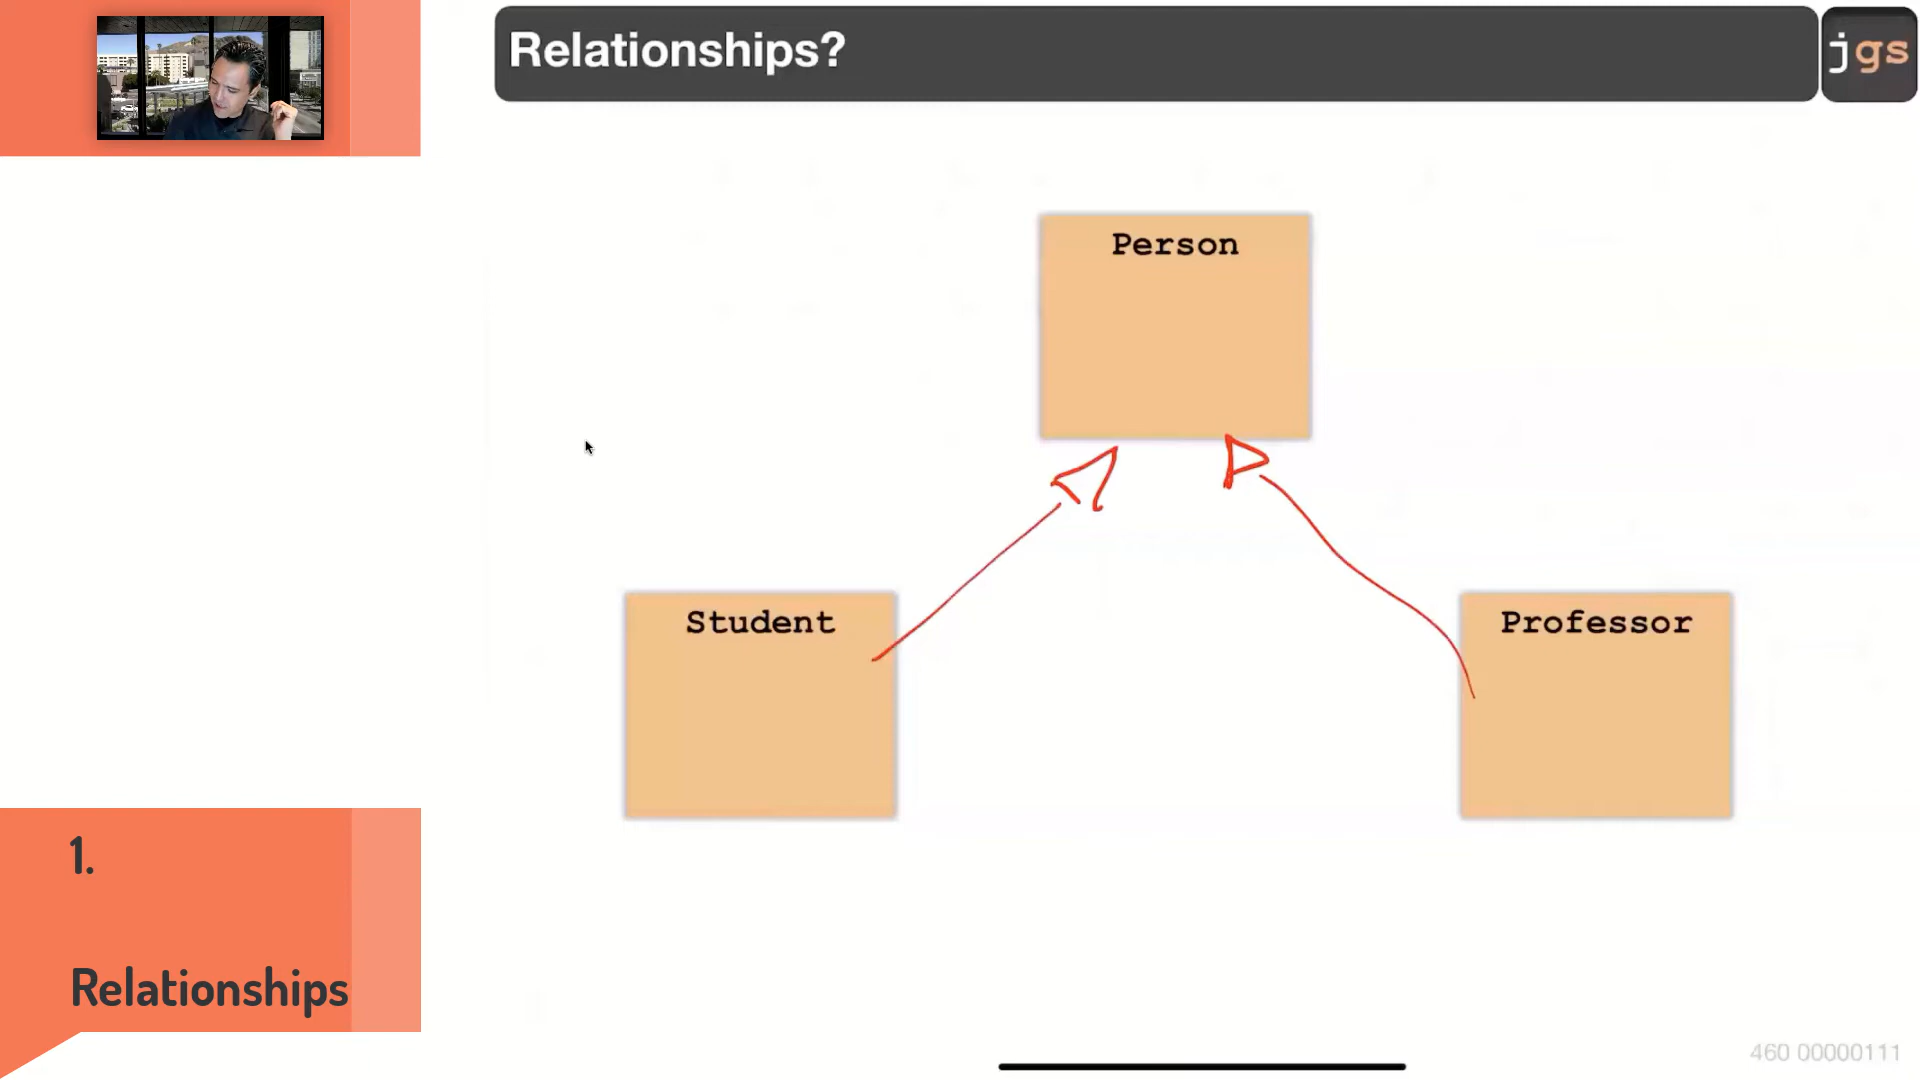 Relationships?
jgs
Person
Student
Professor
1.
Relationships
460 00000111